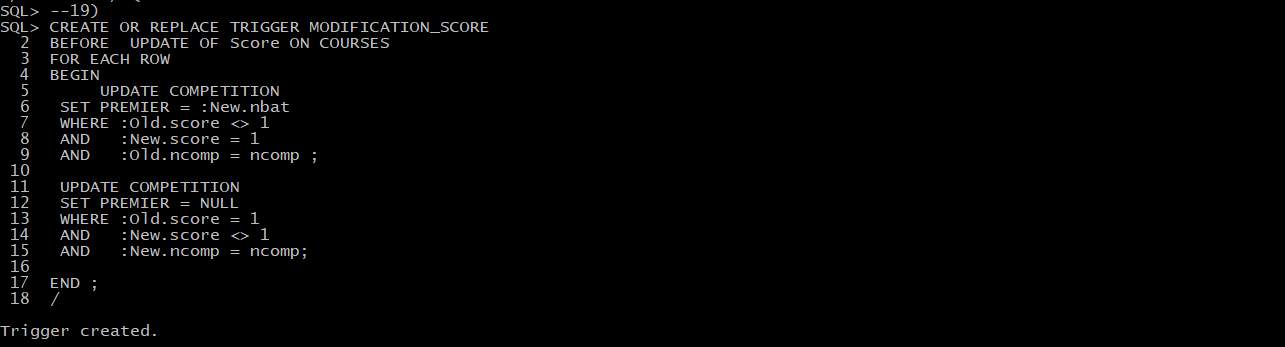 SQL> --19)
SQL> CREATE OR REPLACE TRIGGER MODIFICATION_SCORE
  2  BEFORE  UPDATE OF Score ON COURSES
  3  FOR EACH ROW
  4  BEGIN
  5       UPDATE COMPETITION
  6   SET PREMIER = :New.nbat
  7   WHERE :Old.score <> 1
  8   AND   :New.score = 1
  9   AND   :Old.ncomp = ncomp ;
 10
 11   UPDATE COMPETITION
 12   SET PREMIER = NULL
 13   WHERE :Old.score = 1
 14   AND   :New.score <> 1
 15   AND   :New.ncomp = ncomp;
 16
 17  END ;
 18  /
Trigger created.